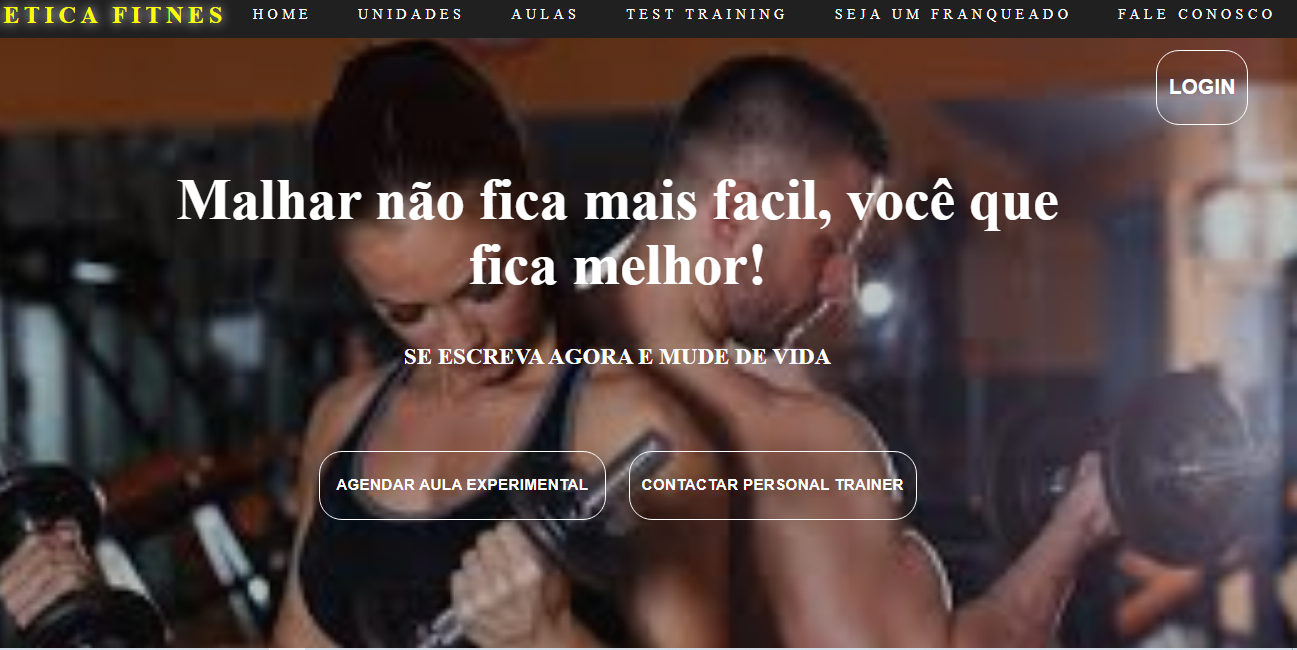 ETICA FITNES HOME UNIDADES AULAS TEST TRAINING SEJA UM FRANQUEADO FALE CONOSCO
LOGIN
Malhar não fica mais facil, você que
fica melhor!
SE ESCREVA AGORA E MUDE DE VIDA
AGENDAR AULA EXPERIMENTAL CONTACTAR PERSONAL TRAINER